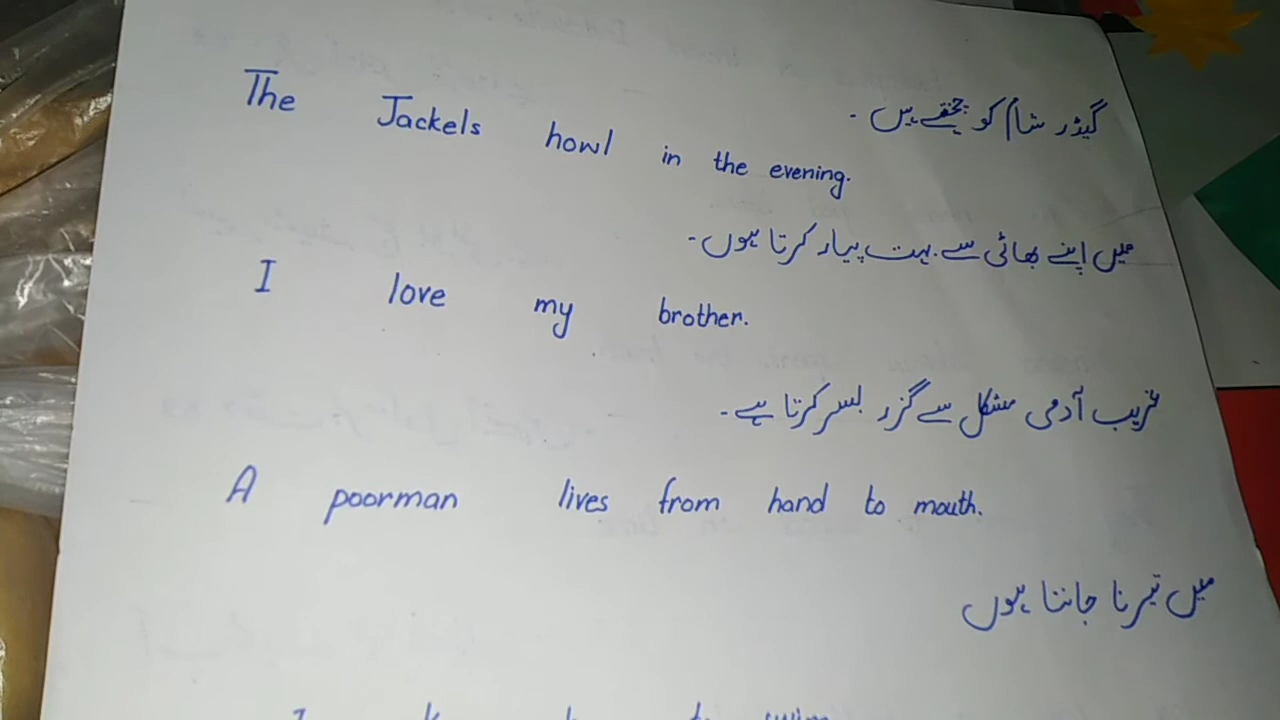 گیڈر شام کو چیختے ہیں ۔
The Jackels howl in the evening.
میں اپنے بھائی سے بہت پیار کرتا ہوں ۔
I love my brother.
غریب آدمی مشکل سے گزر بسر کرتا ہے ۔
A poorman lives from hand to mouth.
میں تیرنا جانتا ہوں